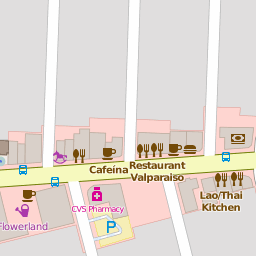 Cafeína
Restaurant
Valparaiso
CVS Pharmacy
P
Lao/Thai
Kitchen
Flowerland